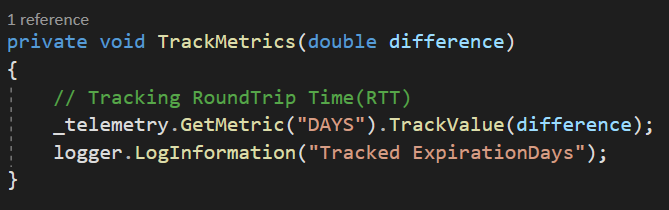 1 reference
private void TrackMetrics(double difference)
{
// Tracking RoundTrip Time(RTT)
_telemetry.GetMetric("DAYS").TrackValue(difference);
logger.LogInformation("Tracked ExpirationDays");
}